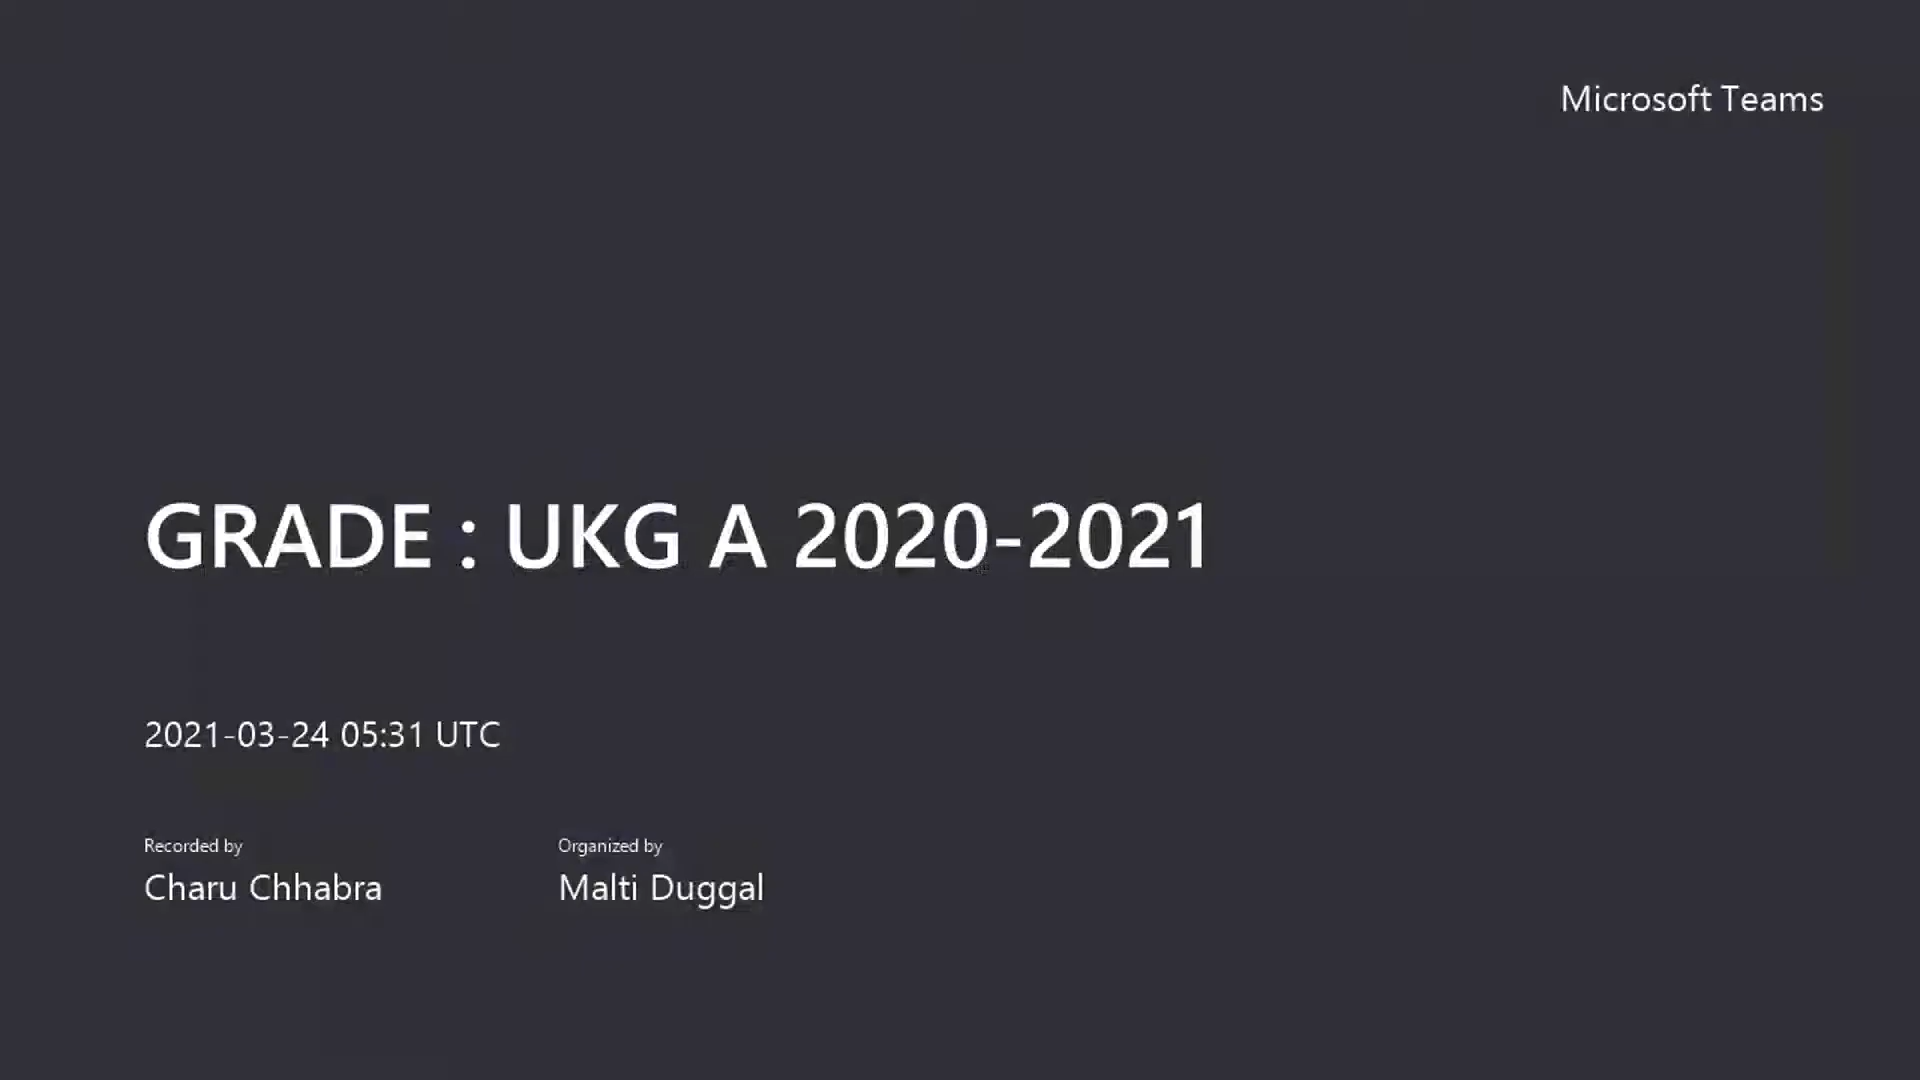 Microsoft Teams
GRADE : UKG A 2020-2021
2021-03-24 05:31 UTC
Recorded by
Charu Chhabra
Organized by
Malti Duggal